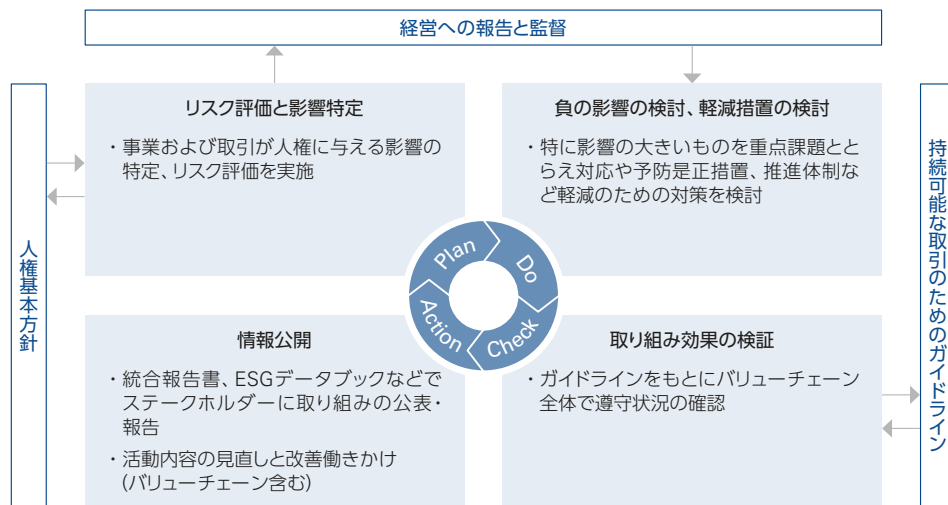 経営への報告と監督
人権基本方針
リスク評価と影響特定
・事業および取引が人権に与える影響の
特定、リスク評価を実施
負の影響の検討、軽減措置の検討
・特に影響の大きいものを重点課題とと
らえ対応や予防是正措置、推進体制な
ど軽減のための対策を検討
持続可能な取引のためのガイドライン
Plan
Do
Check
Action
情報公開
・統合報告書、ESGデータブックなどで
ステークホルダーに取り組みの公表・
報告
・活動内容の見直しと改善働きかけ
(バリューチェーン含む)
取り組み効果の検証
・ガイドラインをもとにバリューチェーン
全体で遵守状況の確認